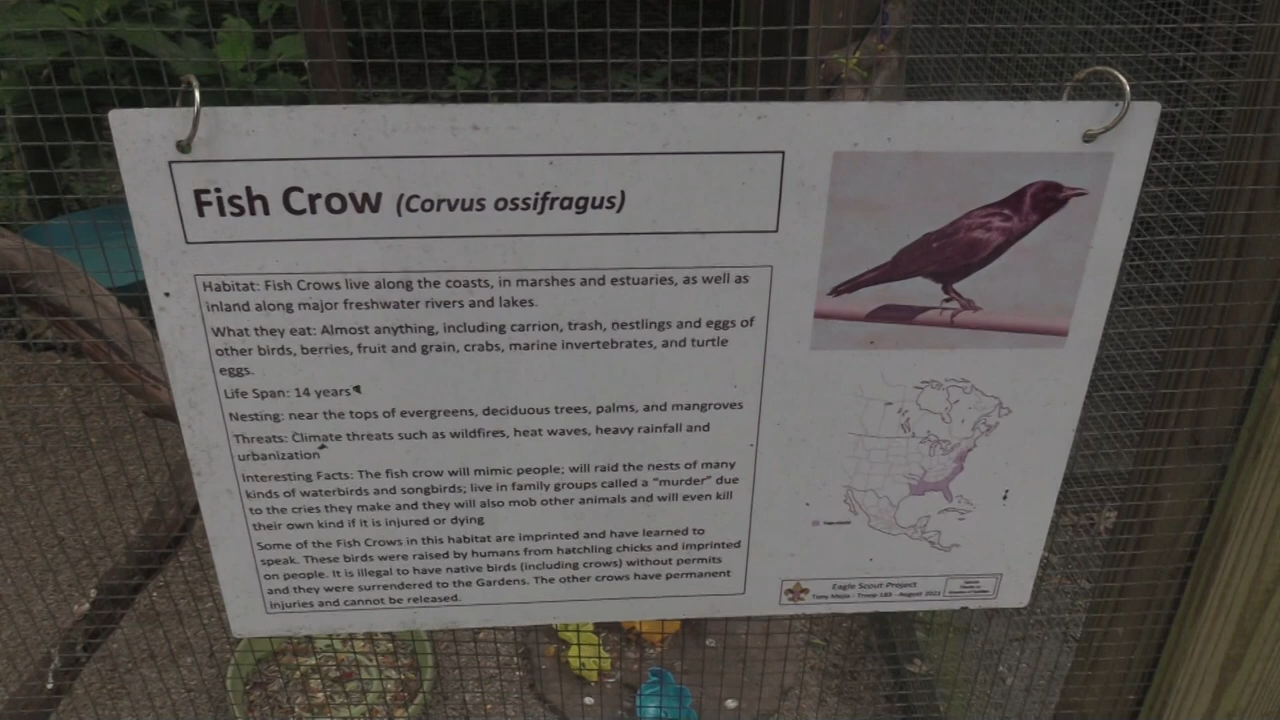 Fish Crow (Corvus ossifragus)
Habitat: Fish Crows live along the coasts, in marshes and estuaries, as well as
inland along major freshwater rivers and lakes.
What they eat: Almost anything, including carrion, trash, nestlings and eggs of
other birds, berries, fruit and grain, crabs, marine invertebrates, and turtle
eggs.
Life Span: 14 years
Nesting: near the tops of evergreens, deciduous trees, palms, and mangroves
Threats: Climate threats such as wildfires, heat waves, heavy rainfall and
urbanization
Interesting Facts: The fish crow will mimic people; will raid the nests of many
kinds of waterbirds and songbirds; live in family groups called a "murder" due
to the cries they make and they will also mob other animals and will even kill
their own kind if it is injured or dying
Some of the Fish Crows in this habitat are imprinted and have learned to
speak. These birds were raised by humans from hatchling chicks and imprinted
on people. It is illegal to have native birds (including crows) without permits
and they were surrendered to the Gardens. The other crows have permanent
injuries and cannot be released.
Eagle Scout Project
Tony - Troop 183 - August 2021